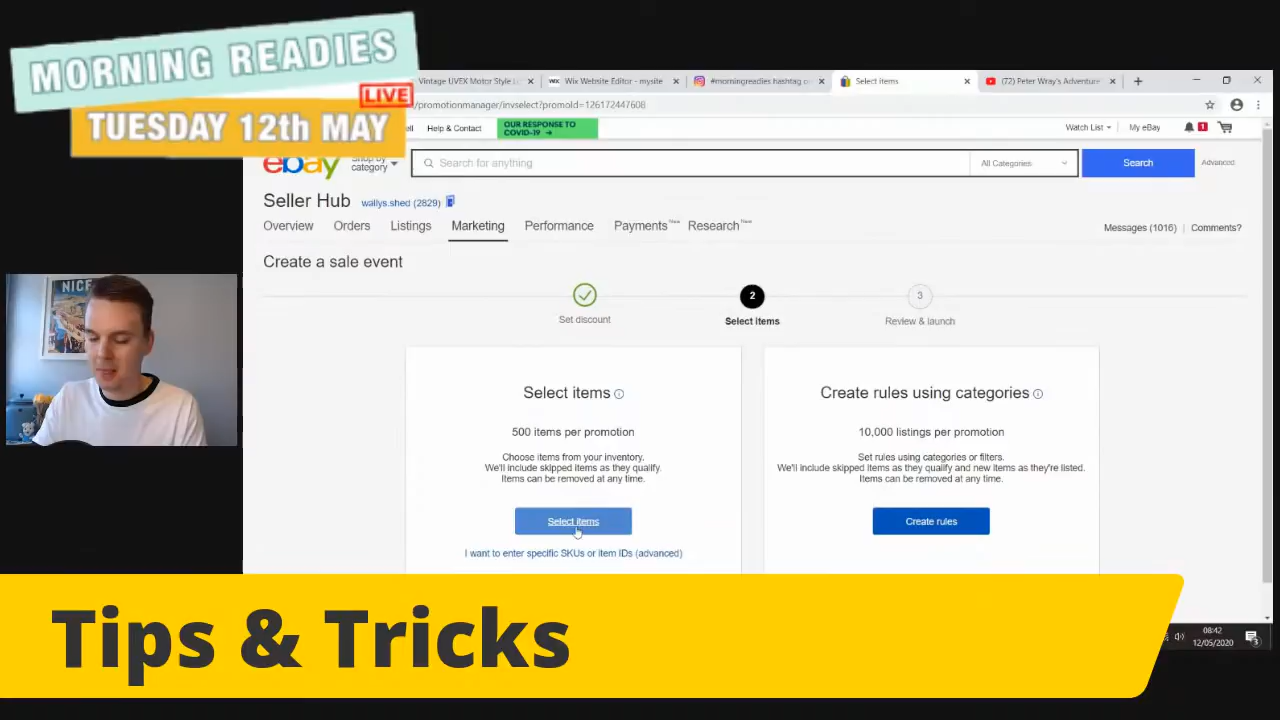 MORNING READIES
LIVE
TUESDAY 12th MAY
Vintage UVEX Motor Style
Wix Website Editor - mysite
#morningreadies hashtag o
Select items
(72) Peter Wray's Adventure
/promotionmanager/invselect?promoId=126172447608
Help & Contact
OUR RESPONSE TO
COVID-19 →
Watch List
My eBay
1
ebay
Shop by
category
Search for anything
All Categories
Search
Advanced
Seller Hub
wallys.shed (2829)
Overview
Orders
Listings
Marketing
Performance
Payments New
Research New
Messages (1016)
Comments?
Create a sale event
2
3
Set discount
Select items
Review & launch
NICE
Select items
500 items per promotion
Choose items from your inventory.
We'll include skipped items as they qualify.
Items can be removed at any time.
Select items
I want to enter specific SKUs or item IDs (advanced)
Create rules using categories
10,000 listings per promotion
Set rules using categories or filters.
We'll include skipped items as they qualify and new items as they're listed.
Items can be removed at any time.
Create rules
Tips & Tricks
08:42
12/05/2020
3